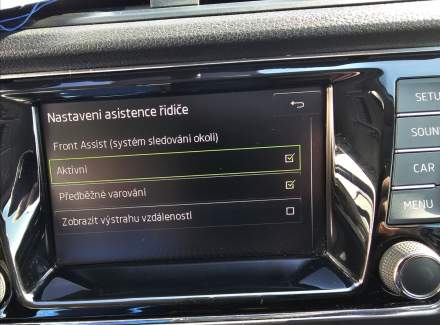 Nastavení asistence řidiče
Front Assist (systém sledování okolí)
Aktivní
Předběžné varování
Zobrazit výstrahu vzdálenosti
SETU
SOUN
CAR
MENU